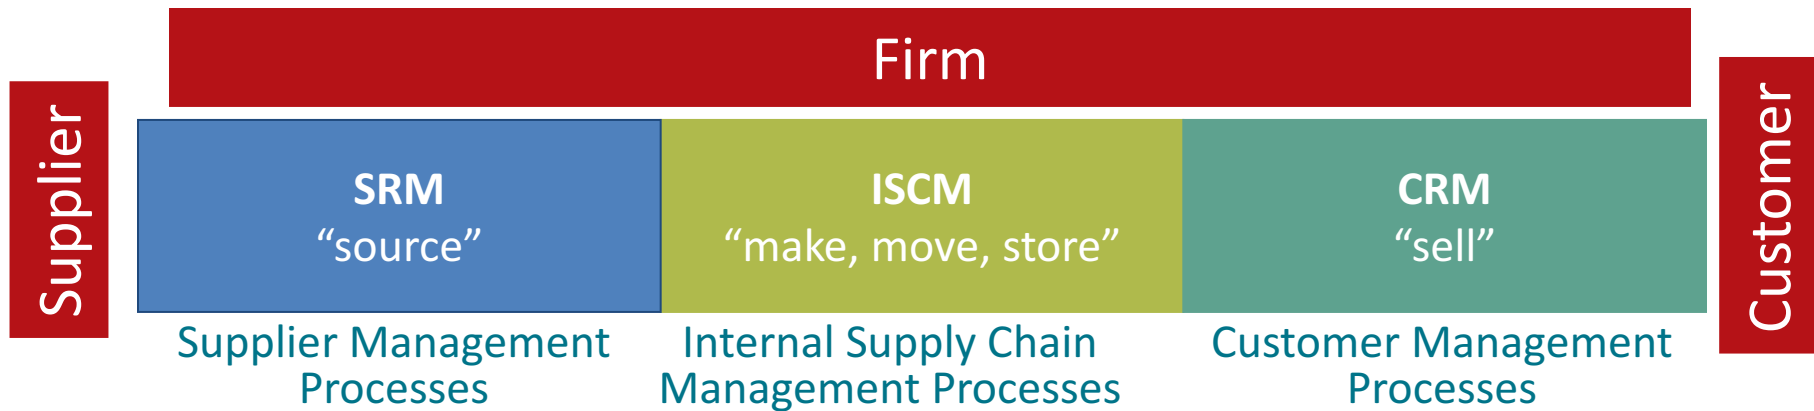 Firm
Supplier
SRM
“source”
ISCM
“make, move, store”
CRM
“sell”
Customer
Supplier Management
Processes
Internal Supply Chain
Management Processes
Customer Management
Processes